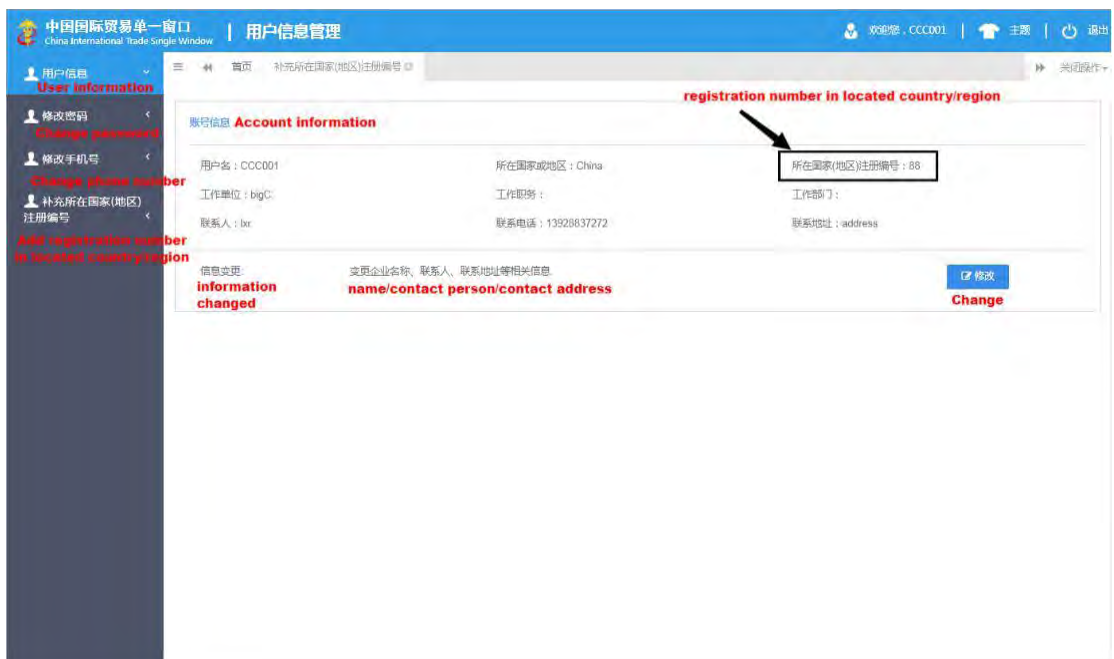 中国国际贸易单一窗口
China International Trade Single Window
用户信息管理
欢迎您，CCC001
主题
退出
用户信息
User information
首页
补充所在国家(地区)注册编号
关闭操作
修改密码
Change password
修改手机号
Change phone number
补充所在国家(地区)
注册编号
Add registration number
in located country/region
registration number in located country/region
账号信息 Account information
用户名：CCC001
所在国家或地区：China
所在国家(地区)注册编号：88
工作单位：bigC
工作职务：
工作部门：
联系人：lxr
联系电话：13928837272
联系地址：address
信息变更
变更企业名称、联系人、联系地址等相关信息
修改
information
changed
name/contact person/contact address
Change